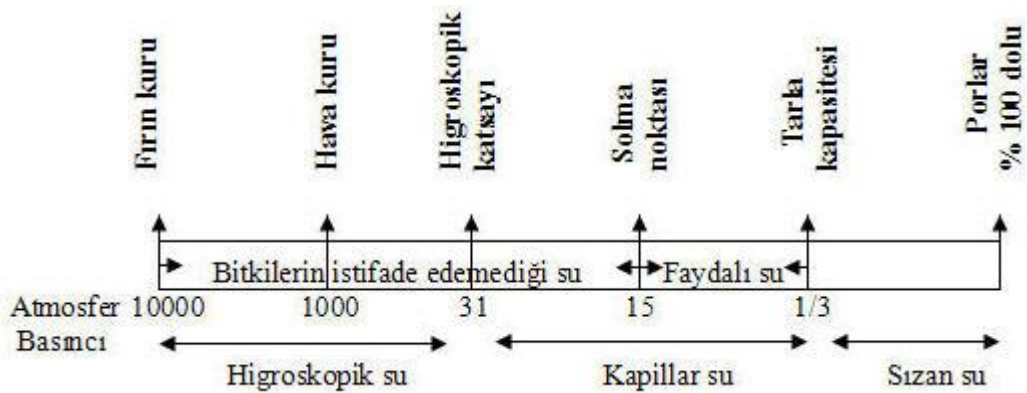 Fırın kuru
Hava kuru
Higroskopik
katsayı
Solma
noktası
Tarla
kapasitesi
Porlar
% 100 dolu
Bitkilerin istifade edemediği su
Faydalı su
Atmosfer 10000 1000 31 15 1/3
Basıncı
Higroskopik su
Kapillar su
Sızan su